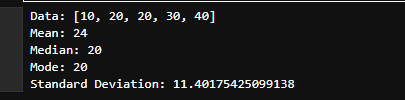 Data: [10, 20, 20, 30, 40]
Mean: 24
Median: 20
Mode: 20
Standard Deviation: 11.40175425099138